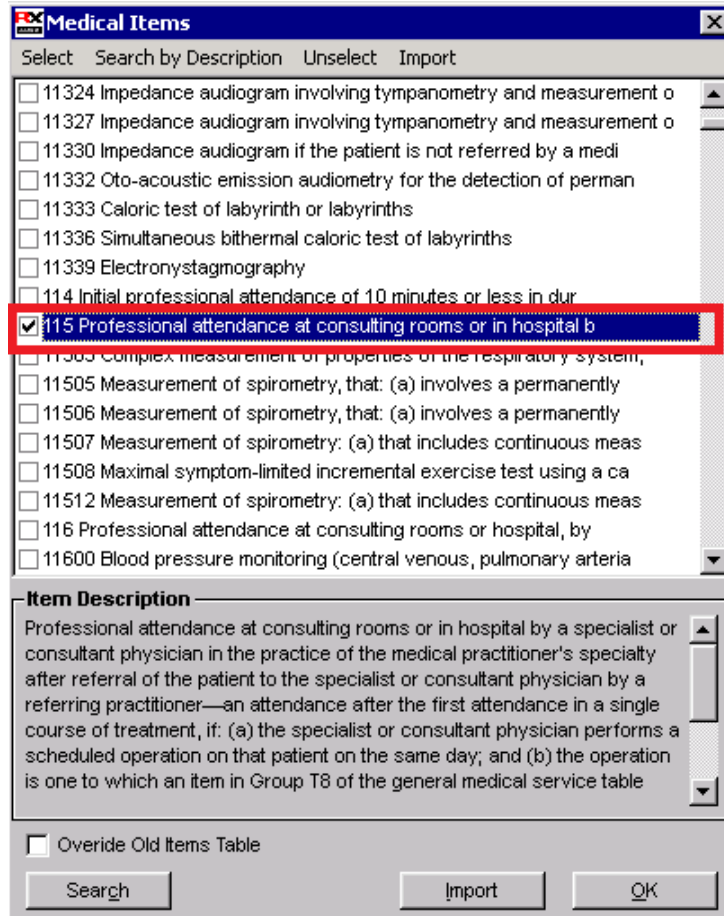 RX
Medical Items
Select Search by Description Unselect Import
11324 Impedance audiogram involving tympanometry and measurement o
11327 Impedance audiogram involving tympanometry and measurement o
11330 Impedance audiogram if the patient is not referred by a medi
11332 Oto-acoustic emission audiometry for the detection of perman
11333 Caloric test of labyrinth or labyrinths
11336 Simultaneous bithermal caloric test of labyrinths
11339 Electronystagmography
114 Initial professional attendance of 10 minutes or less in dur
115 Professional attendance at consulting rooms or in hospital b
11503 Complex measurement of properties of the respiratory system,
11505 Measurement of spirometry, that: (a) involves a permanently
11506 Measurement of spirometry, that: (a) involves a permanently
11507 Measurement of spirometry: (a) that includes continuous meas
11508 Maximal symptom-limited incremental exercise test using a ca
11512 Measurement of spirometry: (a) that includes continuous meas
116 Professional attendance at consulting rooms or hospital, by
11600 Blood pressure monitoring (central venous, pulmonary arteria
Item Description
Professional attendance at consulting rooms or in hospital by a specialist or
consultant physician in the practice of the medical practitioner's specialty
after referral of the patient to the specialist or consultant physician by a
referring practitioner—an attendance after the first attendance in a single
course of treatment, if: (a) the specialist or consultant physician performs a
scheduled operation on that patient on the same day; and (b) the operation
is one to which an item in Group T8 of the general medical service table
Overide Old Items Table
Search Import OK